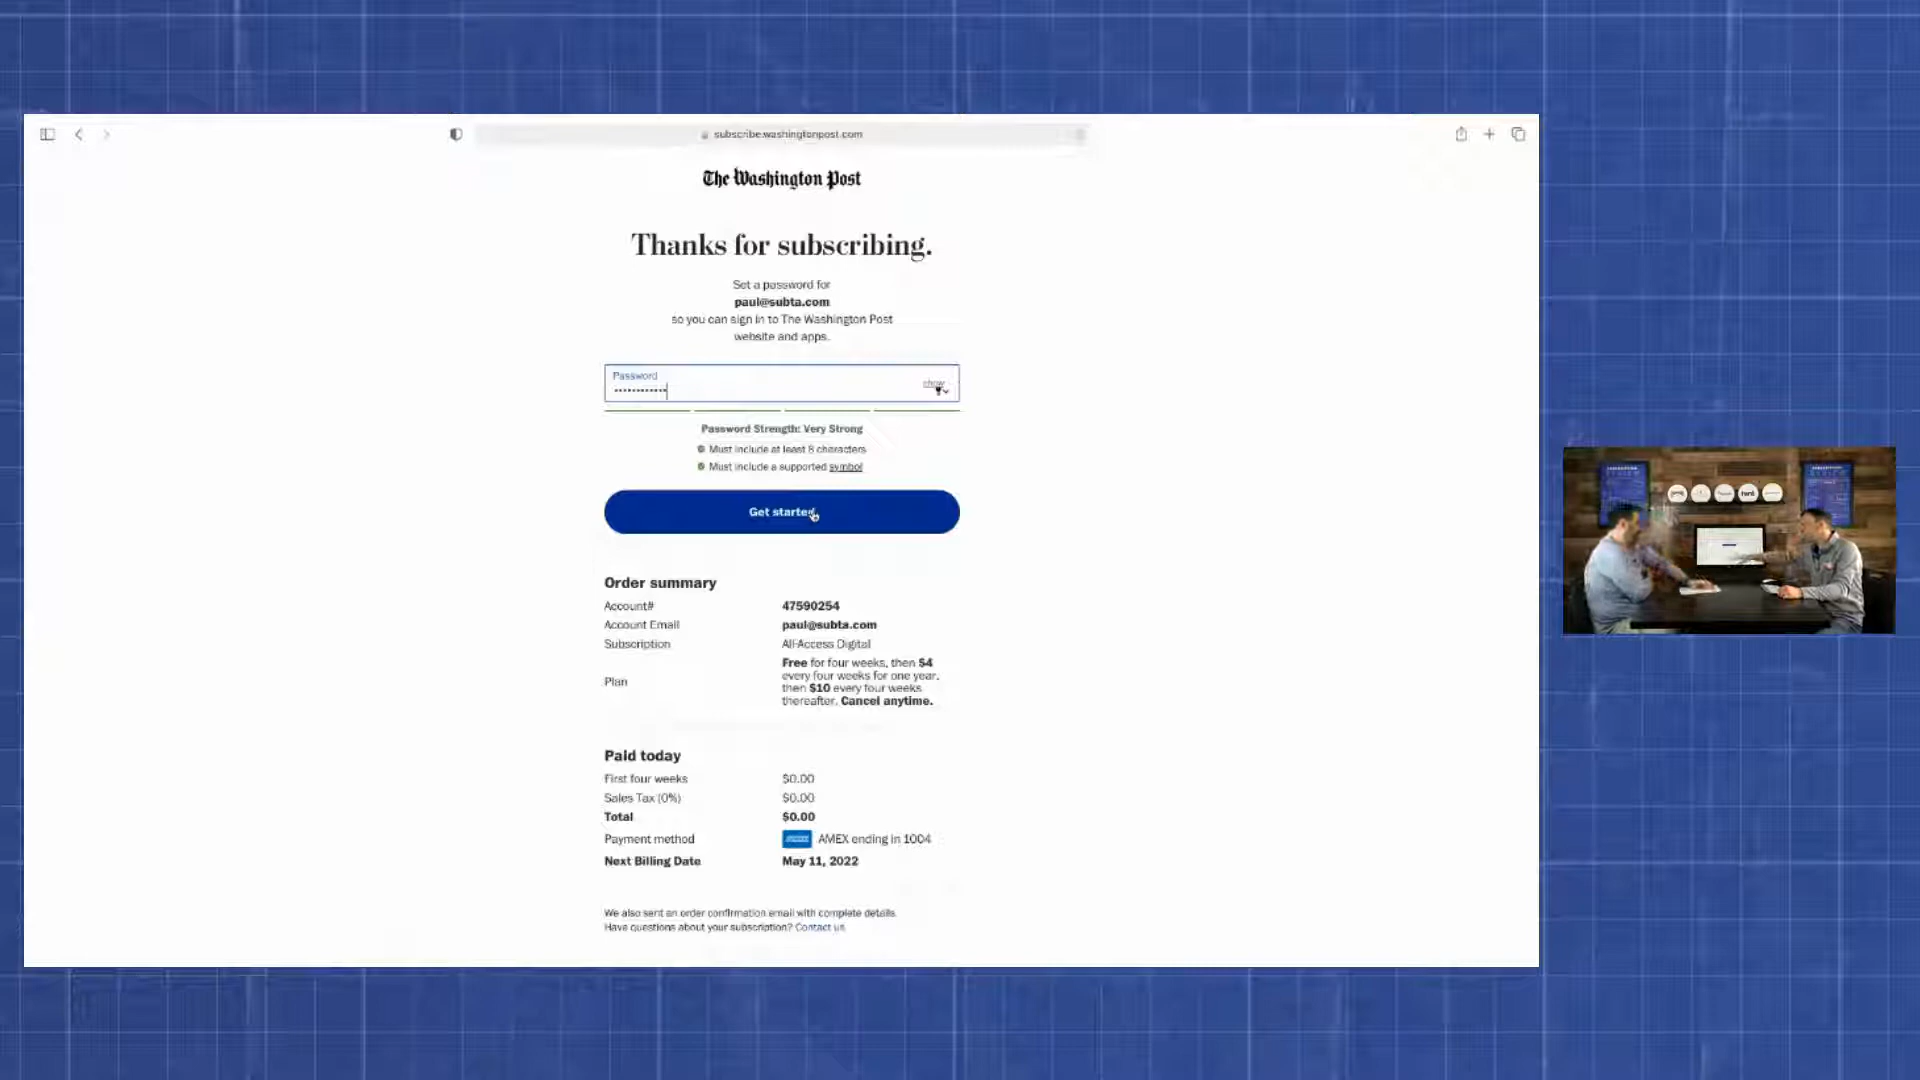 subscribe.washingtonpost.com
The Washington Post
Thanks for subscribing.
Set a password for
paul@subta.com
so you can sign in to The Washington Post
website and apps.
Password
••••••••••••
show
Password Strength: Very Strong
Must include at least 8 characters
Must include a supported symbol
Get started
Order summary
Account# 47590254
Account Email paul@subta.com
Subscription All-Access Digital
Plan Free for four weeks, then $4
every four weeks for one year,
then $10 every four weeks
thereafter. Cancel anytime.
Paid today
First four weeks $0.00
Sales Tax (0%) $0.00
Total $0.00
Payment method AMEX ending in 1004
Next Billing Date May 11, 2022
We also sent an order confirmation email with complete details.
Have questions about your subscription? Contact us